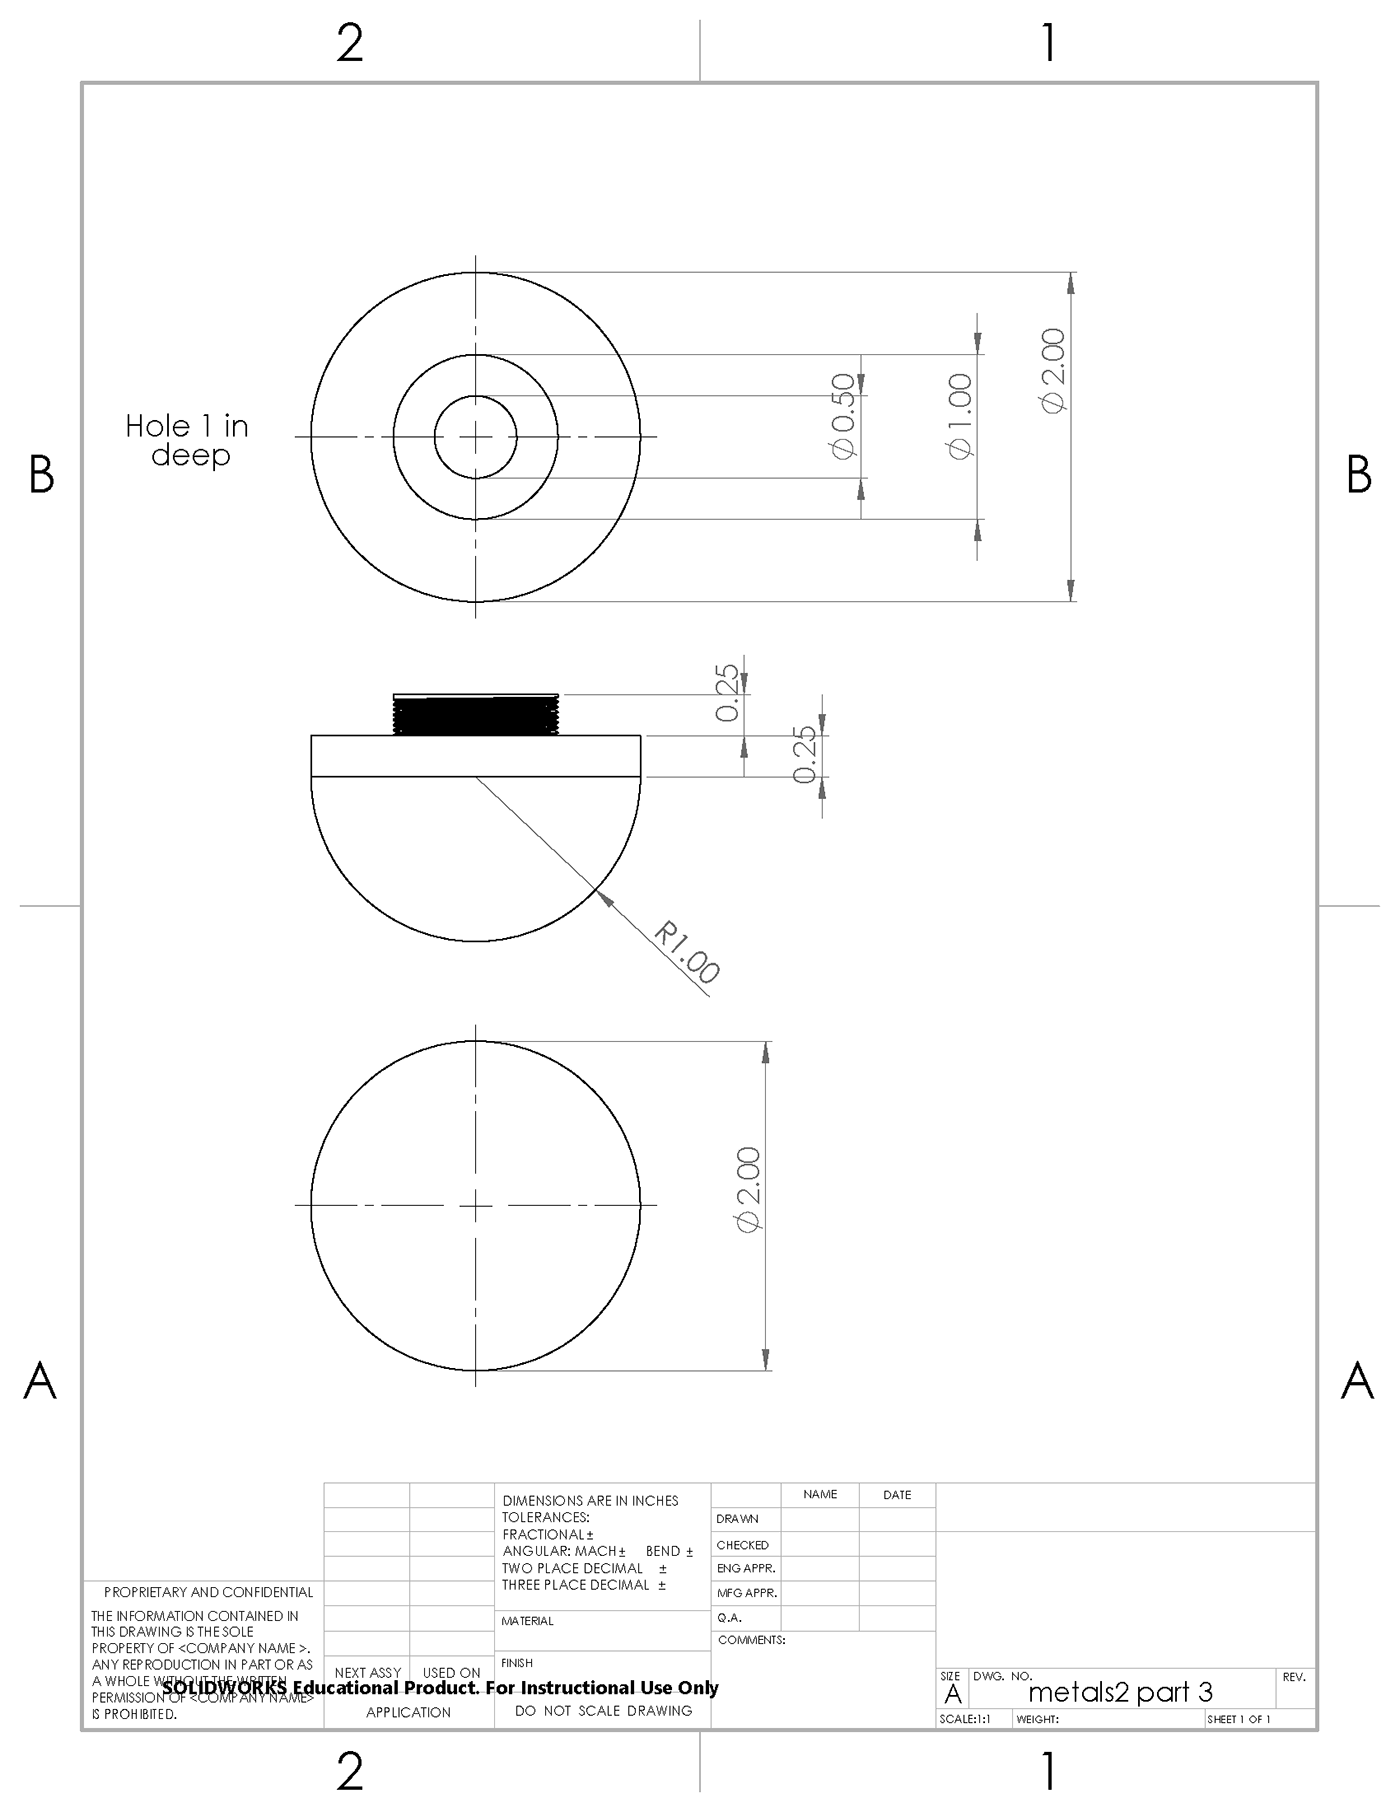 2
1
Hole 1 in
deep
∅0.50
∅1.00
∅2.00
B
B
0.25
0.25
R1.00
∅2.00
A
A
DIMENSIONS ARE IN INCHES
TOLERANCES:
FRACTIONAL ±
ANGULAR: MACH ± BEND ±
TWO PLACE DECIMAL ±
THREE PLACE DECIMAL ±
MATERIAL
FINISH
DO NOT SCALE DRAWING
NAME
DATE
DRAWN
CHECKED
ENG APPR.
MFG APPR.
Q.A.
COMMENTS:
PROPRIETARY AND CONFIDENTIAL
THE INFORMATION CONTAINED IN
THIS DRAWING IS THE SOLE
PROPERTY OF <COMPANY NAME >.
ANY REPRODUCTION IN PART OR AS
A WHOLE WITHOUT THE WRITTEN
PERMISSION OF <COMPANY NAME>
IS PROHIBITED.
NEXT ASSY
USED ON
APPLICATION
SOLIDWORKS Educational Product. For Instructional Use Only
SIZE
A
DWG. NO.
metals2 part 3
REV.
SCALE:1:1
WEIGHT:
SHEET 1 OF 1
2
1